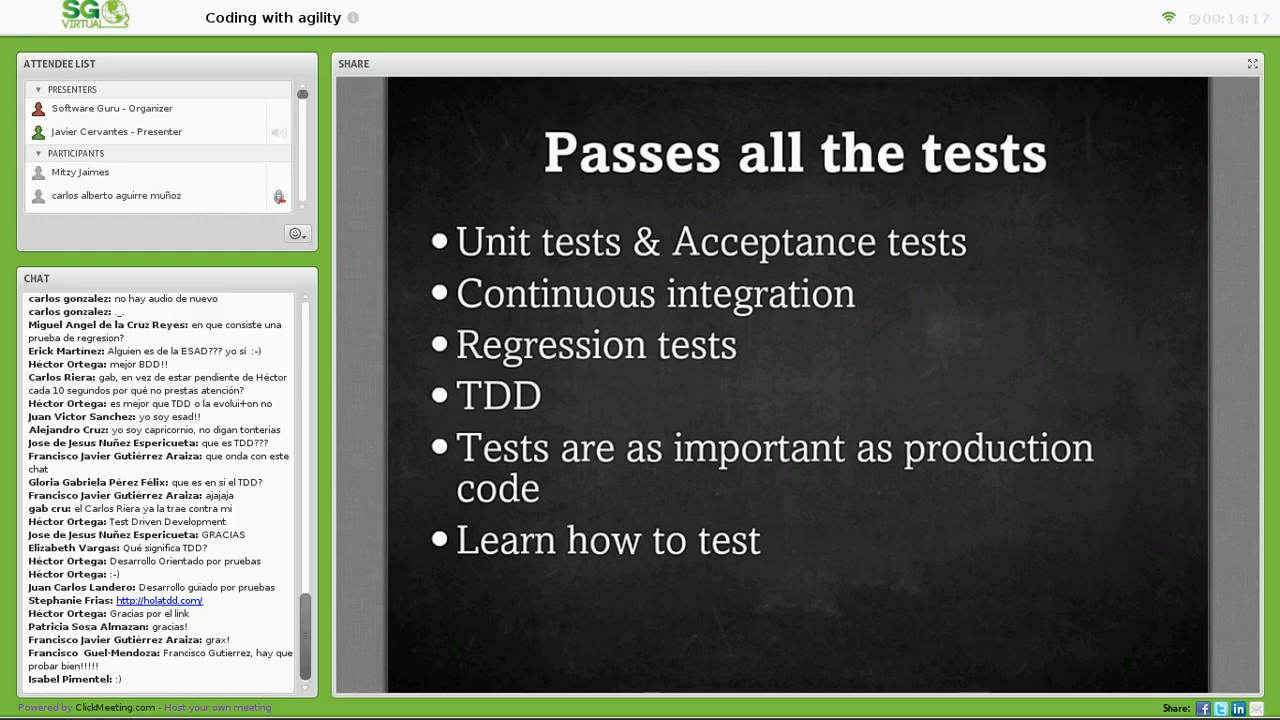 SG
VIRTUAL
Coding with agility
00:14:17
ATTENDEE LIST
PRESENTERS
Software Guru - Organizer
Javier Cervantes - Presenter
PARTICIPANTS
Mitzy Jaimes
carlos alberto aguirre muñoz
CHAT
carlos gonzalez: no hay audio de nuevo
carlos gonzalez: ._.
Miguel Angel de la Cruz Reyes: en que consiste una
prueba de regresion?
Erick Martínez: Alguien es de la ESAD??? yo sí :-)
Héctor Ortega: mejor BDD!!
Carlos Riera: gab, en vez de estar pendiente de Héctor
cada 10 segundos por qué no prestas atención?
Héctor Ortega: es mejor que TDD o la evolui+on no
Juan Victor Sanchez: yo soy esad!!
Alejandro Cruz: yo soy capricornio, no digan tonterias
Jose de Jesus Nuñez Espericueta: que es TDD???
Francisco Javier Gutiérrez Araiza: que onda con este
chat
Gloria Gabriela Pérez Félix: que es en si el TDD?
Francisco Javier Gutiérrez Araiza: ajajaja
gab cru: el Carlos Riera ya la trae contra mi
Héctor Ortega: Test Driven Development
Jose de Jesus Nuñez Espericueta: GRACIAS
Elizabeth Vargas: Qué significa TDD?
Héctor Ortega: Desarrollo Orientado por pruebas
Héctor Ortega: :-)
Juan Carlos Landero: Desarrollo guiado por pruebas
Stephanie Frias: http://holatdd.com/
Héctor Ortega: Gracias por el link
Patricia Sosa Almazan: gracias!
Francisco Javier Gutiérrez Araiza: grax!
Francisco Guel-Mendoza: Francisco Gutierrez, hay que
probar bien!!!!!
Isabel Pimentel: :)
SHARE
Passes all the tests
• Unit tests & Acceptance tests
• Continuous integration
• Regression tests
• TDD
• Tests are as important as production
code
• Learn how to test
Powered by ClickMeeting.com - Host your own meeting
Share: